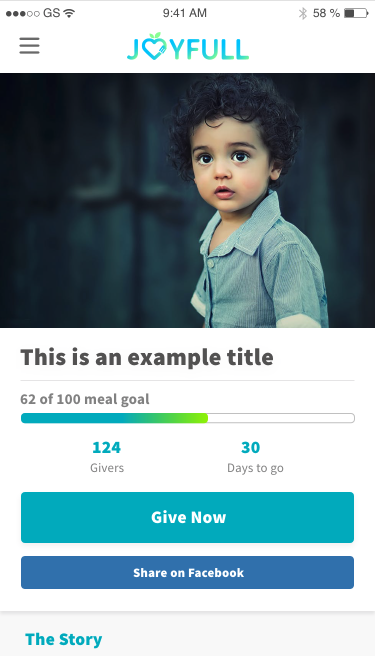 GS 9:41 AM 58 %
JOYFULL
This is an example title
62 of 100 meal goal
124 30
Givers Days to go
Give Now
Share on Facebook
The Story